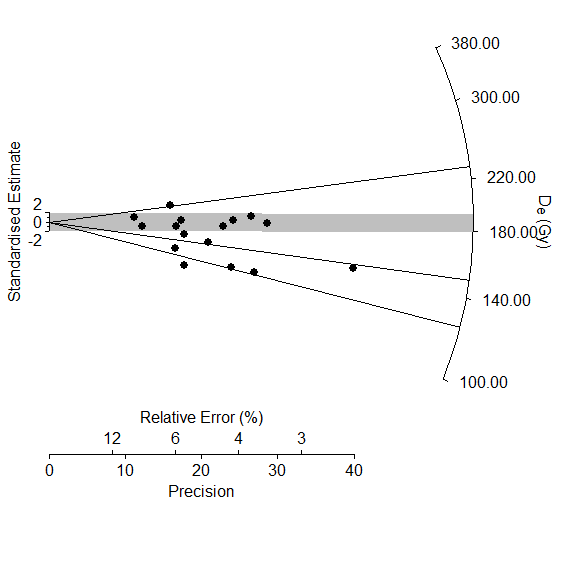 380.00
300.00
220.00
180.00
140.00
100.00
De (Gy)
Standardised Estimate
2
0
-2
Relative Error (%)
12 6 4 3
0 10 20 30 40
Precision